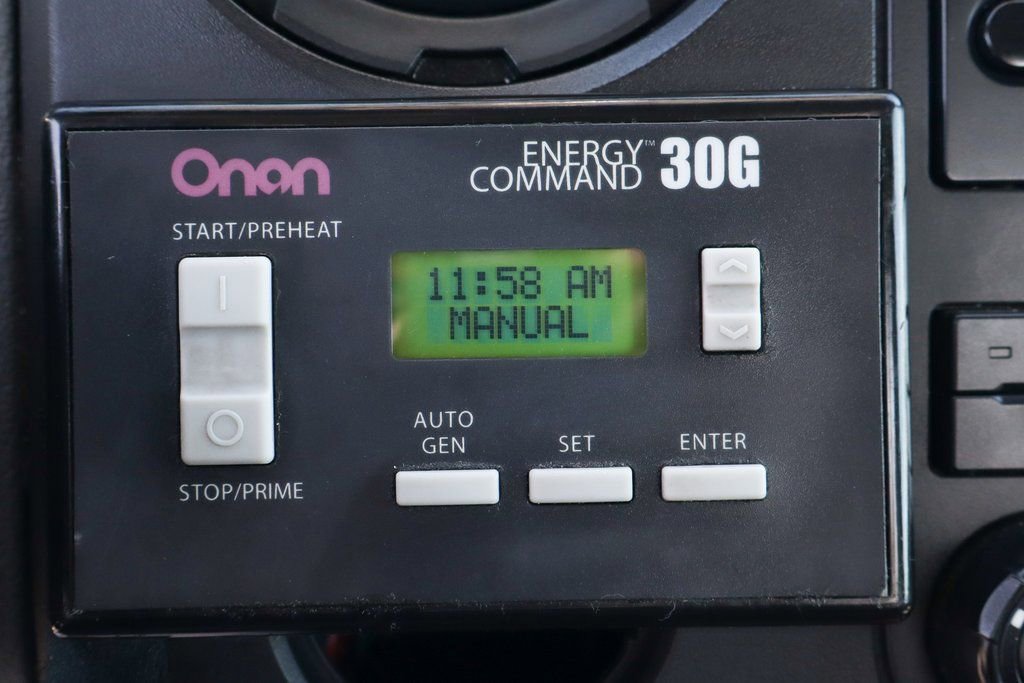 Onan
ENERGY™
COMMAND 30G
START/PREHEAT
11:58 AM
MANUAL
AUTO
GEN
SET
ENTER
STOP/PRIME